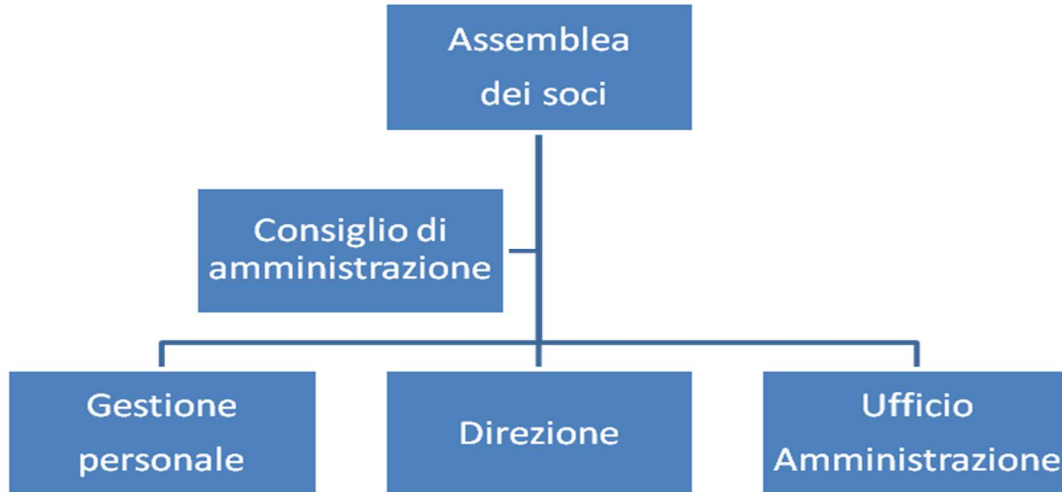 Assemblea
dei soci
Consiglio di
amministrazione
Gestione
personale
Direzione
Ufficio
Amministrazione